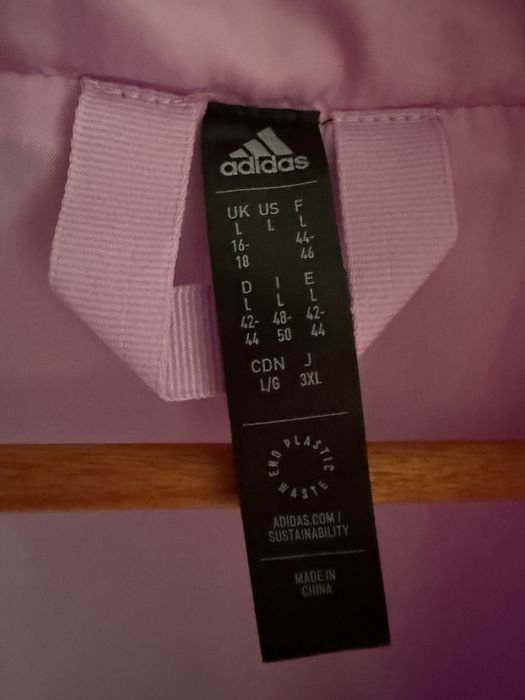 adidas
UK US F
L L L
16- 44-
18 46
D I E
L L L
42- 48- 42-
44 50 44
CDN J
L/G 3XL
END PLASTIC
WASTE
ADIDAS.COM/
SUSTAINABILITY
MADE IN
CHINA